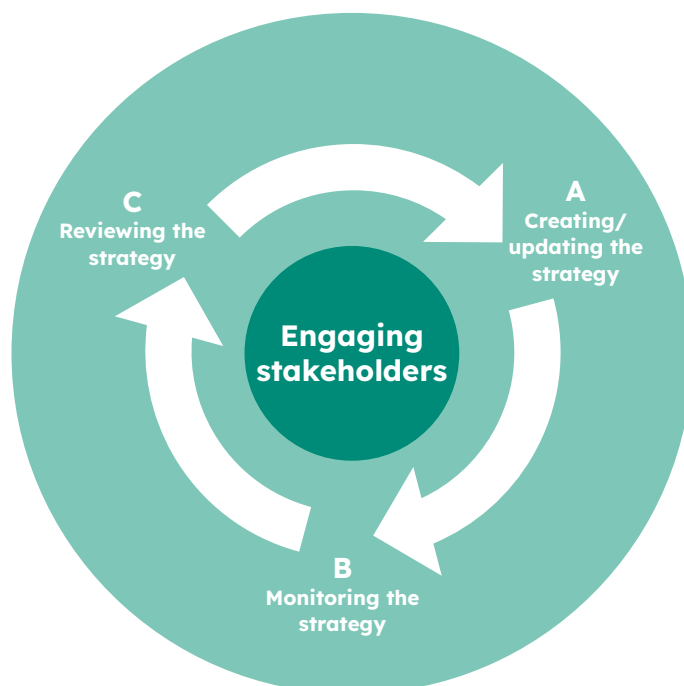 A
Creating/
updating the
strategy
B
Monitoring the
strategy
C
Reviewing the
strategy
Engaging
stakeholders